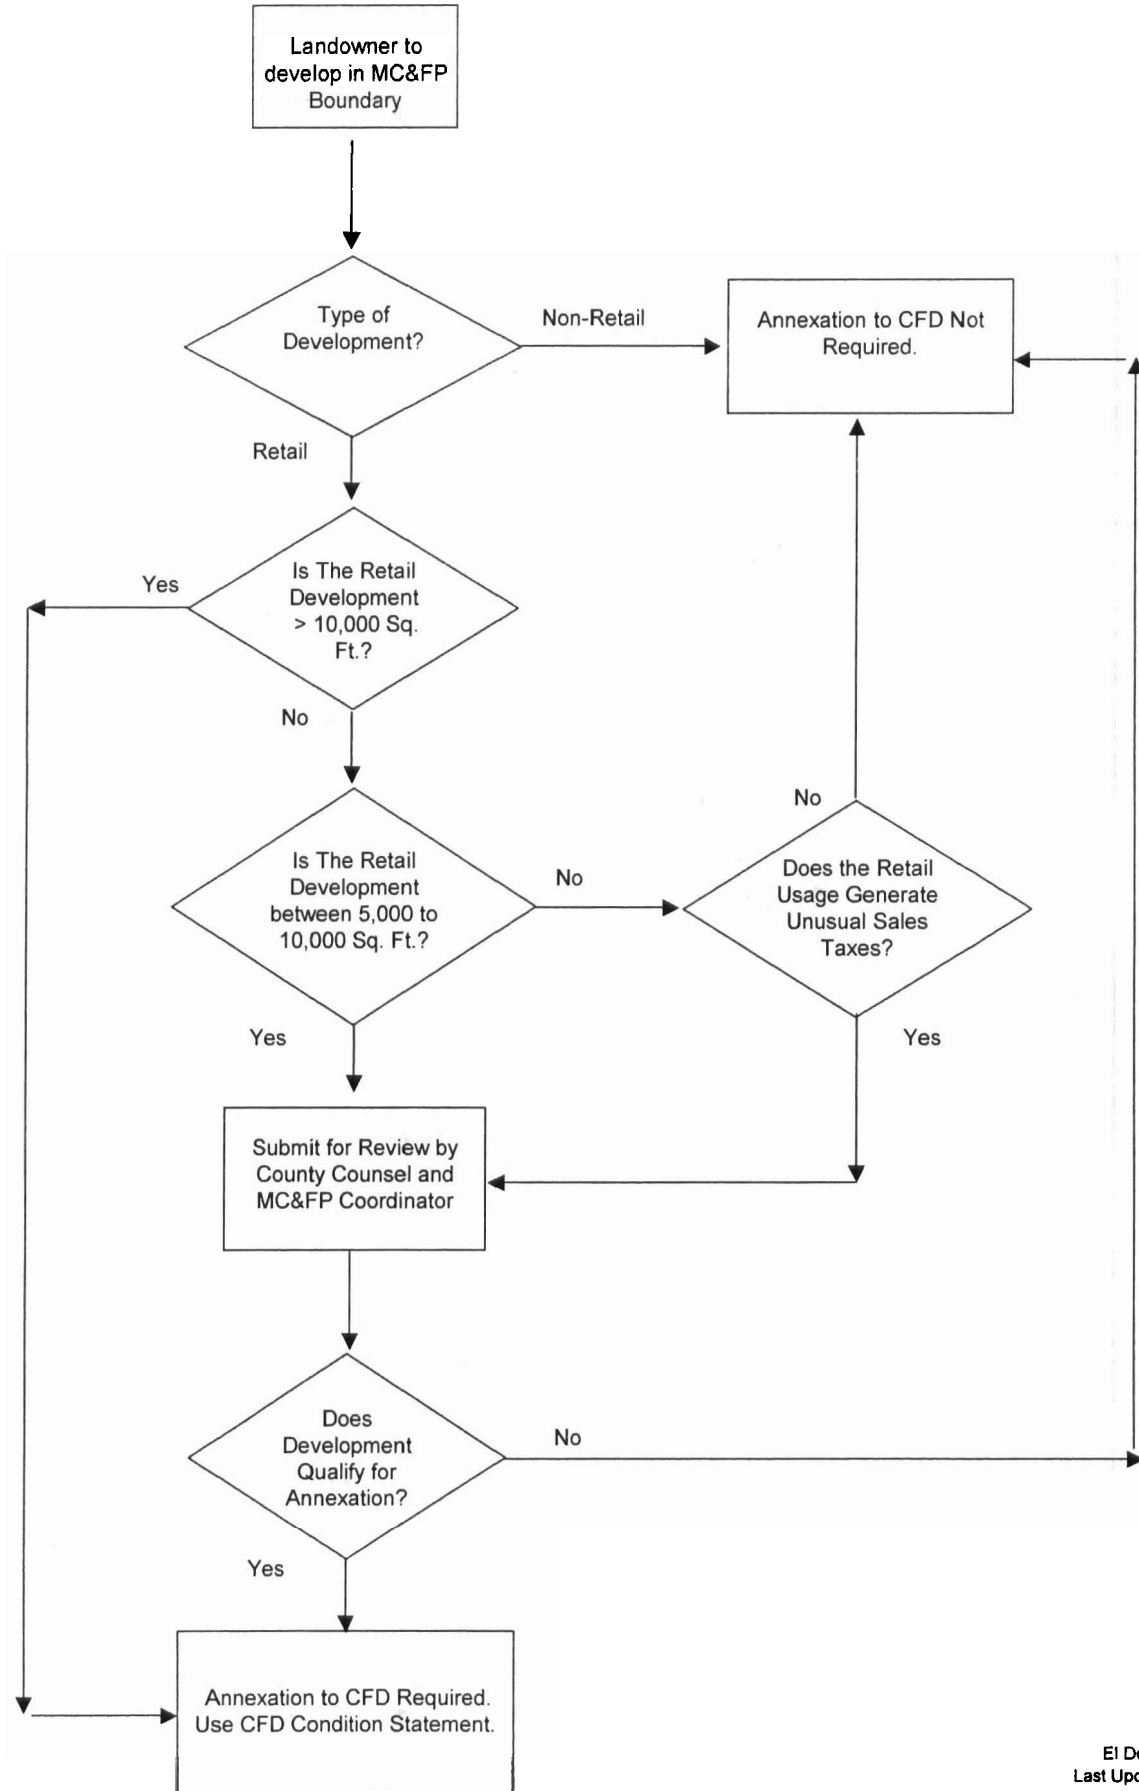 Landowner to
develop in MC&FP
Boundary
Type of
Development?
Non-Retail
Annexation to CFD Not
Required.
Retail
Is The Retail
Development
> 10,000 Sq.
Ft.?
Yes
No
Is The Retail
Development
between 5,000 to
10,000 Sq. Ft.?
No
No
Does the Retail
Usage Generate
Unusual Sales
Taxes?
Yes
Yes
Submit for Review by
County Counsel and
MC&FP Coordinator
Does
Development
Qualify for
Annexation?
No
Yes
Annexation to CFD Required.
Use CFD Condition Statement.
El
Last